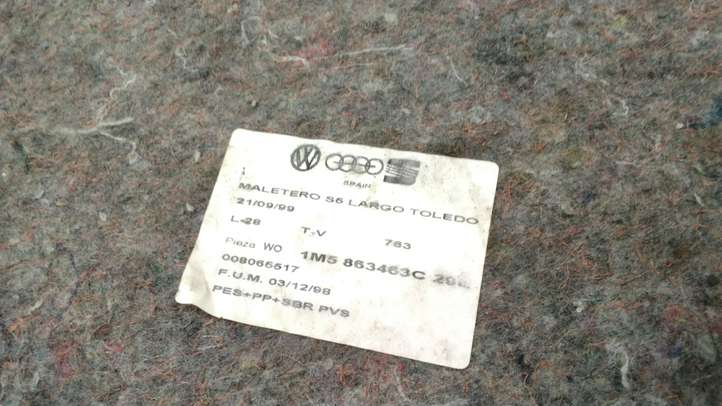 SPAIN
MALETERO S5 LARGO TOLEDO
21/09/99
L-28 T.-V 763
Pieza WO 1M5 863463C
008065517
F.U.M. 03/12/98
PES+PP+SBR PVS